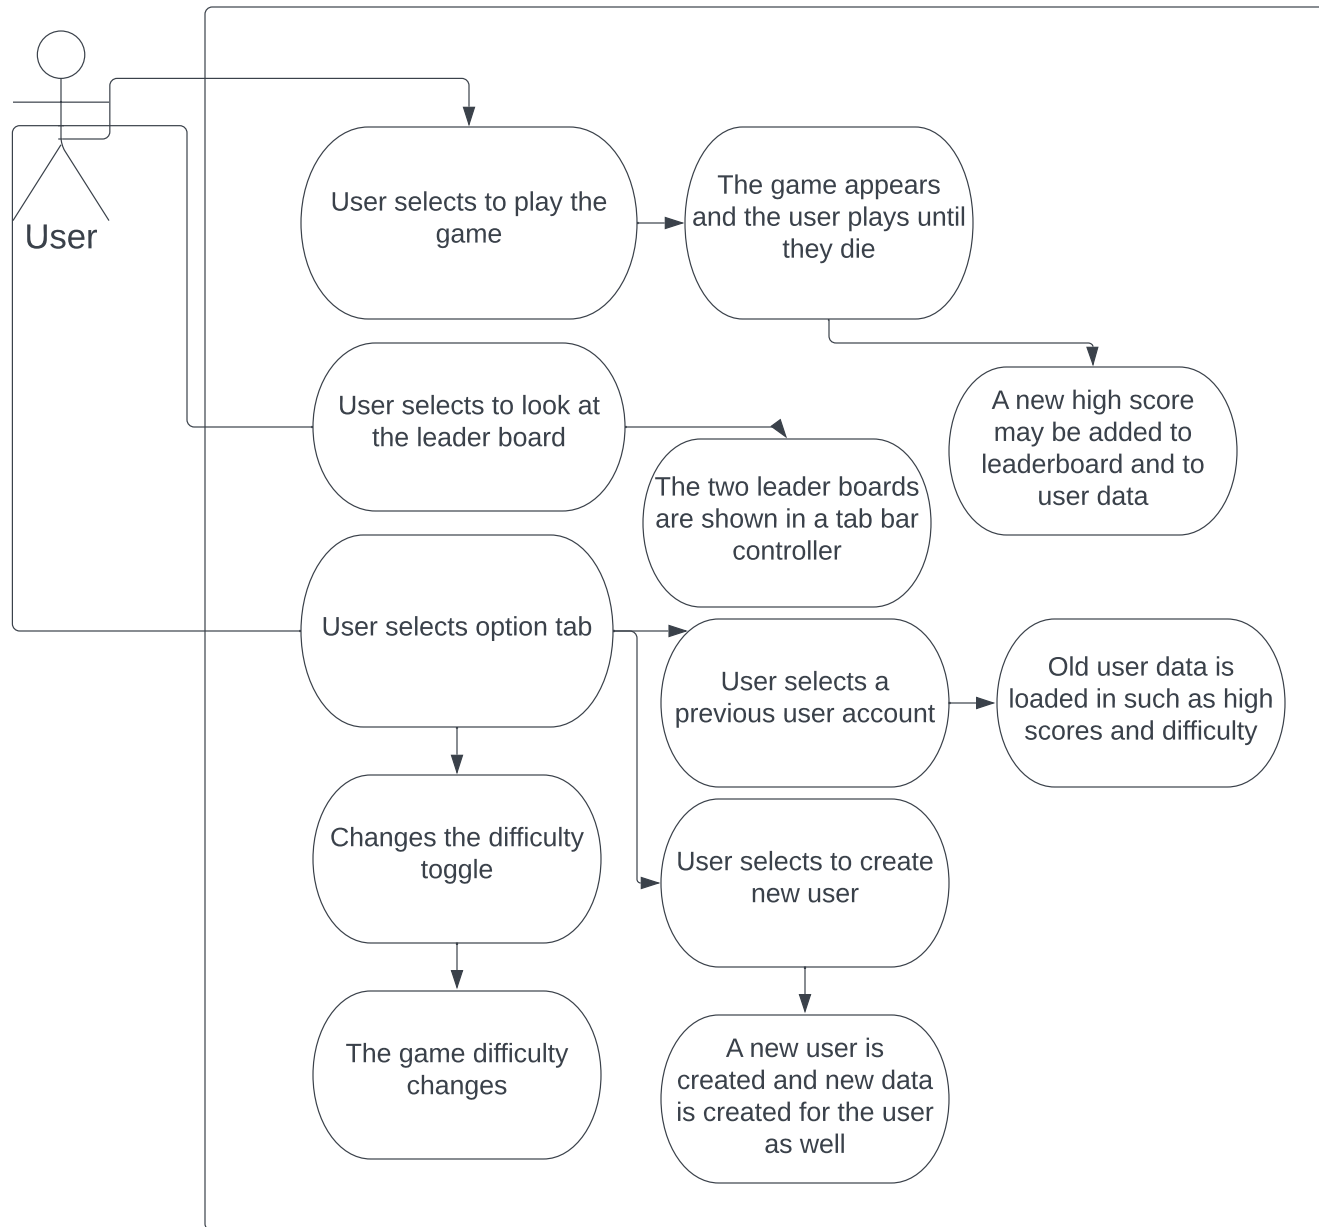 User
User selects to play the
game
The game appears
and the user plays until
they die
User selects to look at
the leader board
A new high score
may be added to
leaderboard and to
user data
The two leader boards
are shown in a tab bar
controller
User selects option tab
User selects a
previous user account
Old user data is
loaded in such as high
scores and difficulty
Changes the difficulty
toggle
User selects to create
new user
The game difficulty
changes
A new user is
created and new data
is created for the user
as well